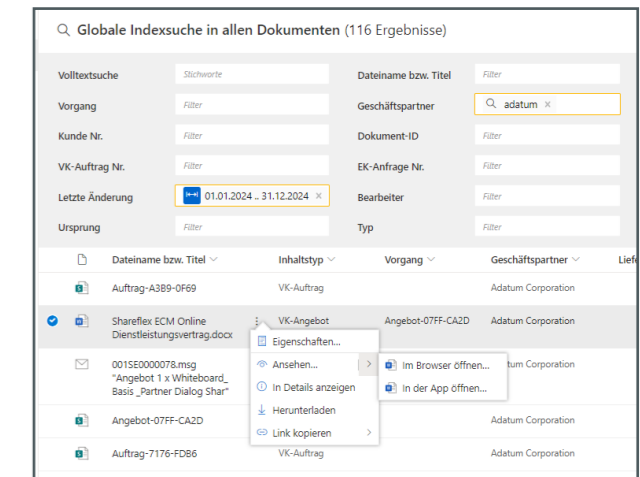 Globale Indexsuche in allen Dokumenten (116 Ergebnisse)
Volltextsuche Stichworte Dateiname bzw. Titel Filter
Vorgang Filter Geschäftspartner adatum ×
Kunde Nr. Filter Dokument-ID Filter
VK-Auftrag Nr. Filter EK-Anfrage Nr. Filter
Letzte Änderung 01.01.2024 .. 31.12.2024 × Bearbeiter Filter
Ursprung Filter Typ Filter
Dateiname bzw. Titel Inhaltstyp Vorgang Geschäftspartner Liefe
Auftrag-A3B9-0F69 VK-Auftrag Adatum Corporation
Shareflex ECM Online VK-Angebot Angebot-07FF-CA2D Adatum Corporation
Dienstleistungsvertrag.docx
Eigenschaften...
001SE0000078.msg Ansehen... Im Browser öffnen... tum Corporation
"Angebot 1 x Whiteboard_ In Details anzeigen In der App öffnen...
Basis _Partner Dialog Shar"
Herunterladen
Angebot-07FF-CA2D Adatum Corporation
Link kopieren
Auftrag-7176-FDB6 VK-Auftrag Adatum Corporation